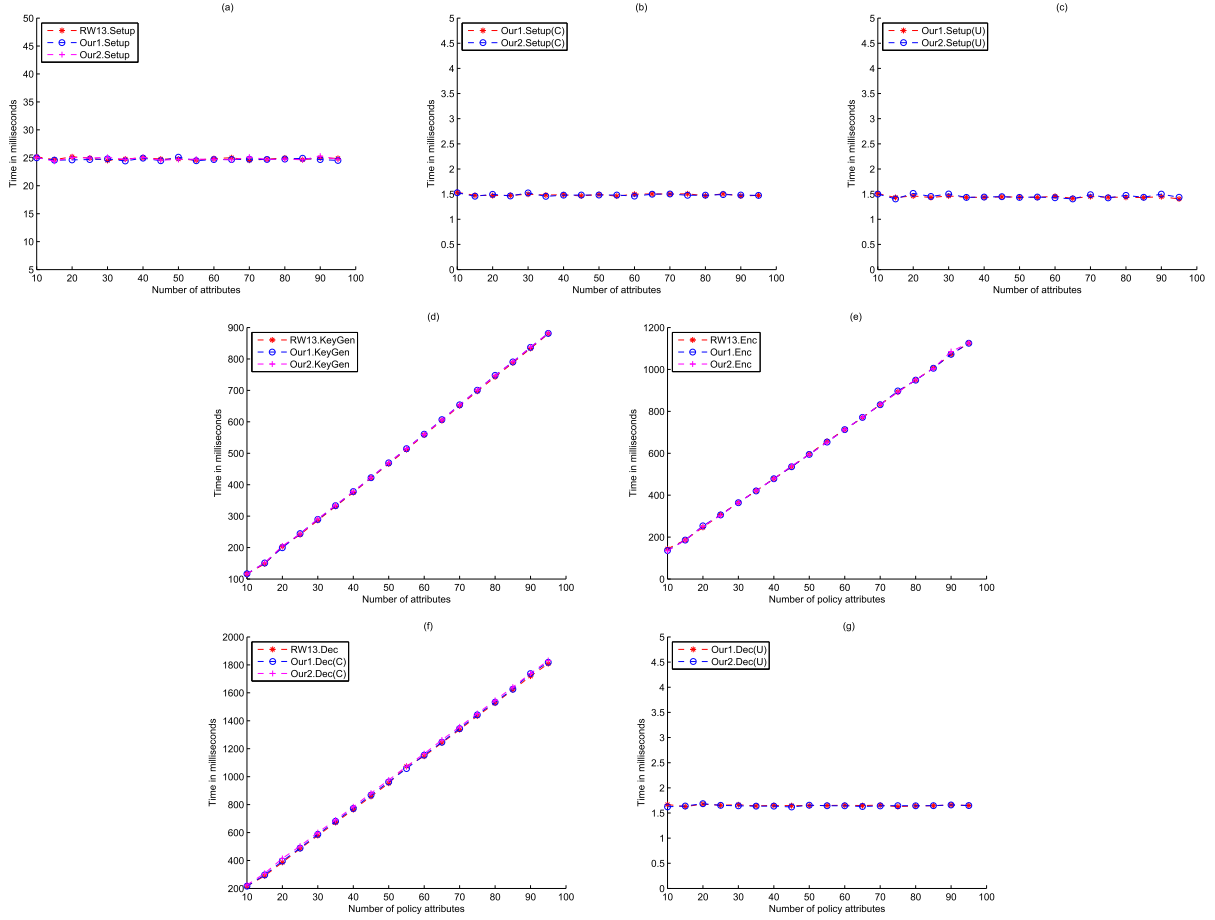 (a)
50
45
40
35
30
25
20
15
10
5
10 20 30 40 50 60 70 80 90 100
Time in milliseconds
Number of attributes
RW13.Setup
Our1.Setup
Our2.Setup
(b)
5
4.5
4
3.5
3
2.5
2
1.5
1
0.5
0
10 20 30 40 50 60 70 80 90 100
Time in milliseconds
Number of attributes
Our1.Setup(C)
Our2.Setup(C)
(c)
5
4.5
4
3.5
3
2.5
2
1.5
1
0.5
0
10 20 30 40 50 60 70 80 90 100
Time in milliseconds
Number of attributes
Our1.Setup(U)
Our2.Setup(U)
(d)
900
800
700
600
500
400
300
200
100
10 20 30 40 50 60 70 80 90 100
Time in milliseconds
Number of attributes
RW13.KeyGen
Our1.KeyGen
Our2.KeyGen
(e)
1200
1000
800
600
400
200
0
10 20 30 40 50 60 70 80 90 100
Time in milliseconds
Number of policy attributes
RW13.Enc
Our1.Enc
Our2.Enc
(f)
2000
1800
1600
1400
1200
1000
800
600
400
200
10 20 30 40 50 60 70 80 90 100
Time in milliseconds
Number of policy attributes
RW13.Dec
Our1.Dec(C)
Our2.Dec(C)
(g)
5
4.5
4
3.5
3
2.5
2
1.5
1
0.5
0
10 20 30 40 50 60 70 80 90 100
Time in milliseconds
Number of policy attributes
Our1.Dec(U)
Our2.Dec(U)